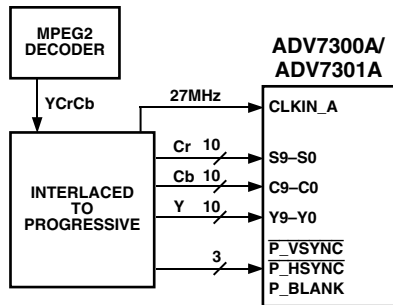 MPEG2
DECODER
YCrCb
INTERLACED
TO
PROGRESSIVE
27MHz
Cr 10
Cb 10
Y 10
3
ADV7300A/
ADV7301A
CLKIN_A
S9–S0
C9–C0
Y9–Y0
P_VSYNC
P_HSYNC
P_BLANK